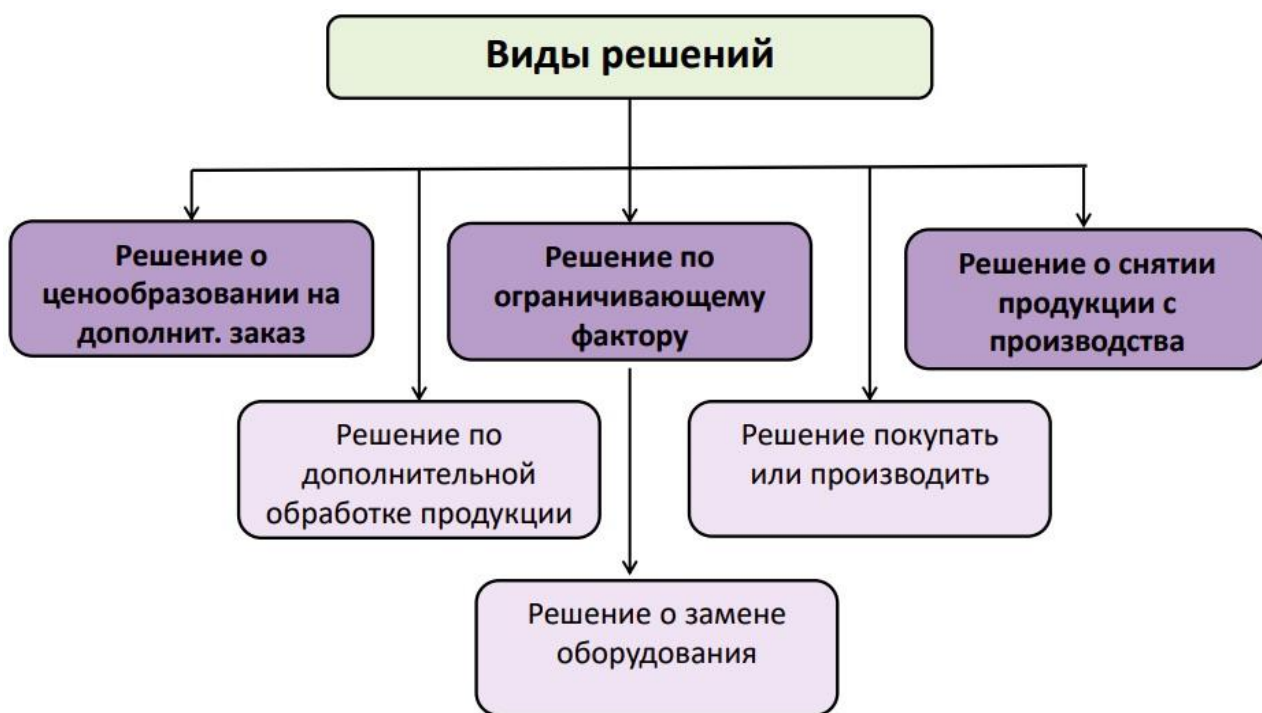 Виды решений
Решение о
ценообразовании на
дополнит. заказ
Решение по
ограничивающему
фактору
Решение о снятии
продукции с
производства
Решение по
дополнительной
обработке продукции
Решение покупать
или производить
Решение о замене
оборудования